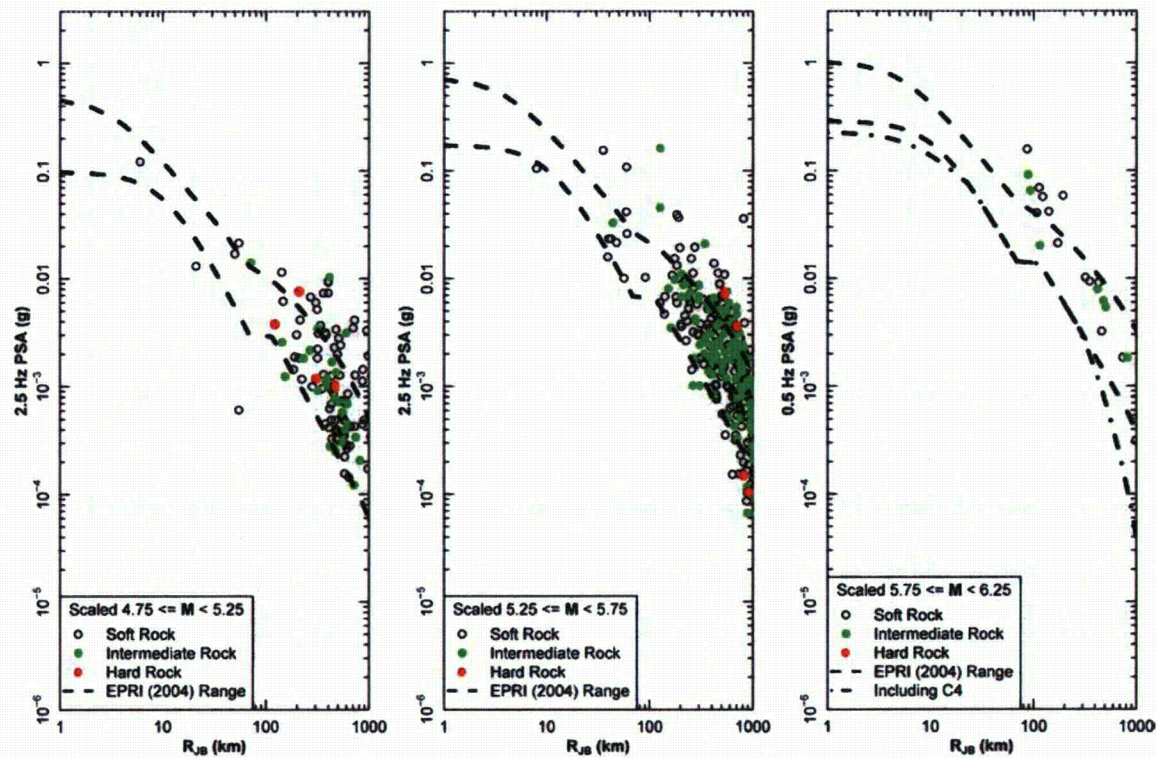 1
0.1
0.01
10⁻³
10⁻⁴
10⁻⁵
10⁻⁶
2.5 Hz PSA (g)
Scaled 4.75 <= M < 5.25
Soft Rock
Intermediate Rock
Hard Rock
EPRI (2004) Range
1 10 100 1000
R_JB (km)
1
0.1
0.01
10⁻³
10⁻⁴
10⁻⁵
10⁻⁶
2.5 Hz PSA (g)
Scaled 5.25 <= M < 5.75
Soft Rock
Intermediate Rock
Hard Rock
EPRI (2004) Range
1 10 100 1000
R_JB (km)
1
0.1
0.01
10⁻³
10⁻⁴
10⁻⁵
10⁻⁶
0.5 Hz PSA (g)
Scaled 5.75 <= M < 6.25
Soft Rock
Intermediate Rock
Hard Rock
EPRI (2004) Range
Including C4
1 10 100 1000
R_JB (km)